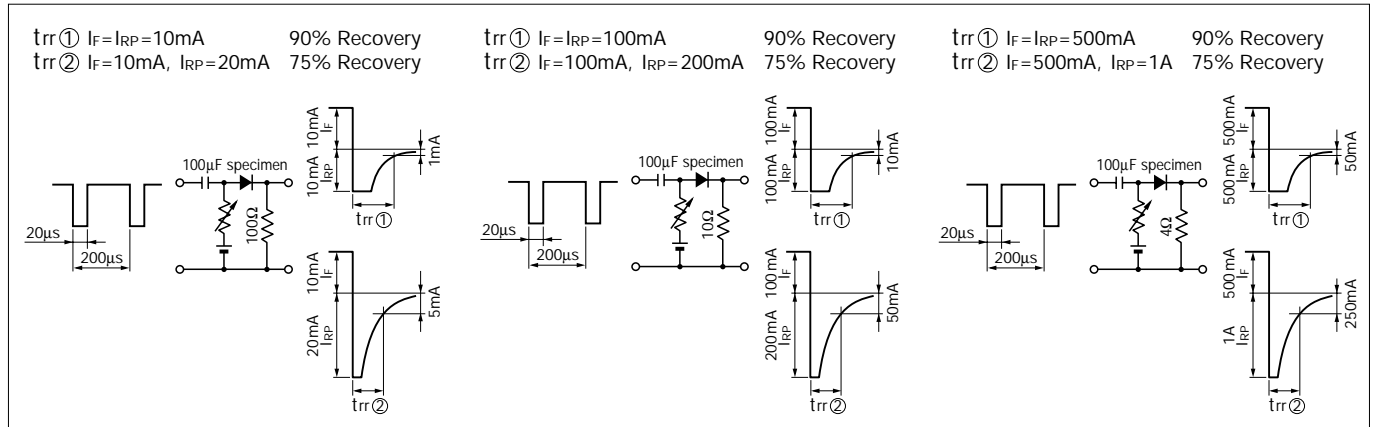 trr① IF=IRP=10mA 90% Recovery
trr② IF=10mA, IRP=20mA 75% Recovery
10mA
IF
10mA
IRP
1mA
trr①
100μF specimen
100Ω
20μs
200μs
10mA
IF
20mA
IRP
5mA
trr②
trr① IF=IRP=100mA 90% Recovery
trr② IF=100mA, IRP=200mA 75% Recovery
100mA
IF
100mA
IRP
10mA
trr①
100μF specimen
10Ω
20μs
200μs
100mA
IF
200mA
IRP
50mA
trr②
trr① IF=IRP=500mA 90% Recovery
trr② IF=500mA, IRP=1A 75% Recovery
500mA
IF
500mA
IRP
50mA
trr①
100μF specimen
4Ω
20μs
200μs
500mA
IF
1A
IRP
250mA
trr②